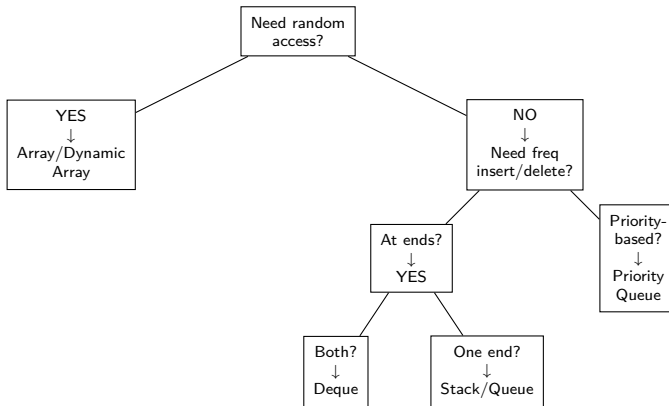 Need random
access?
YES
↓
Array/Dynamic
Array
NO
↓
Need freq
insert/delete?
At ends?
↓
YES
Priority-
based?
↓
Priority
Queue
Both?
↓
Deque
One end?
↓
Stack/Queue